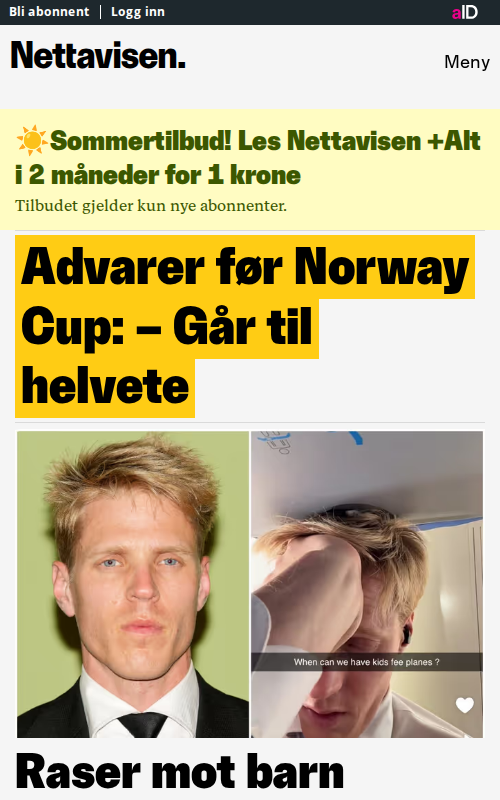 Bli abonnent | Logg inn
aID
Nettavisen.
Meny
☀️Sommertilbud! Les Nettavisen +Alt
i 2 måneder for 1 krone
Tilbudet gjelder kun nye abonnenter.
Advarer før Norway
Cup: – Går til
helvete
When can we have kids fee planes ?
Raser mot barn